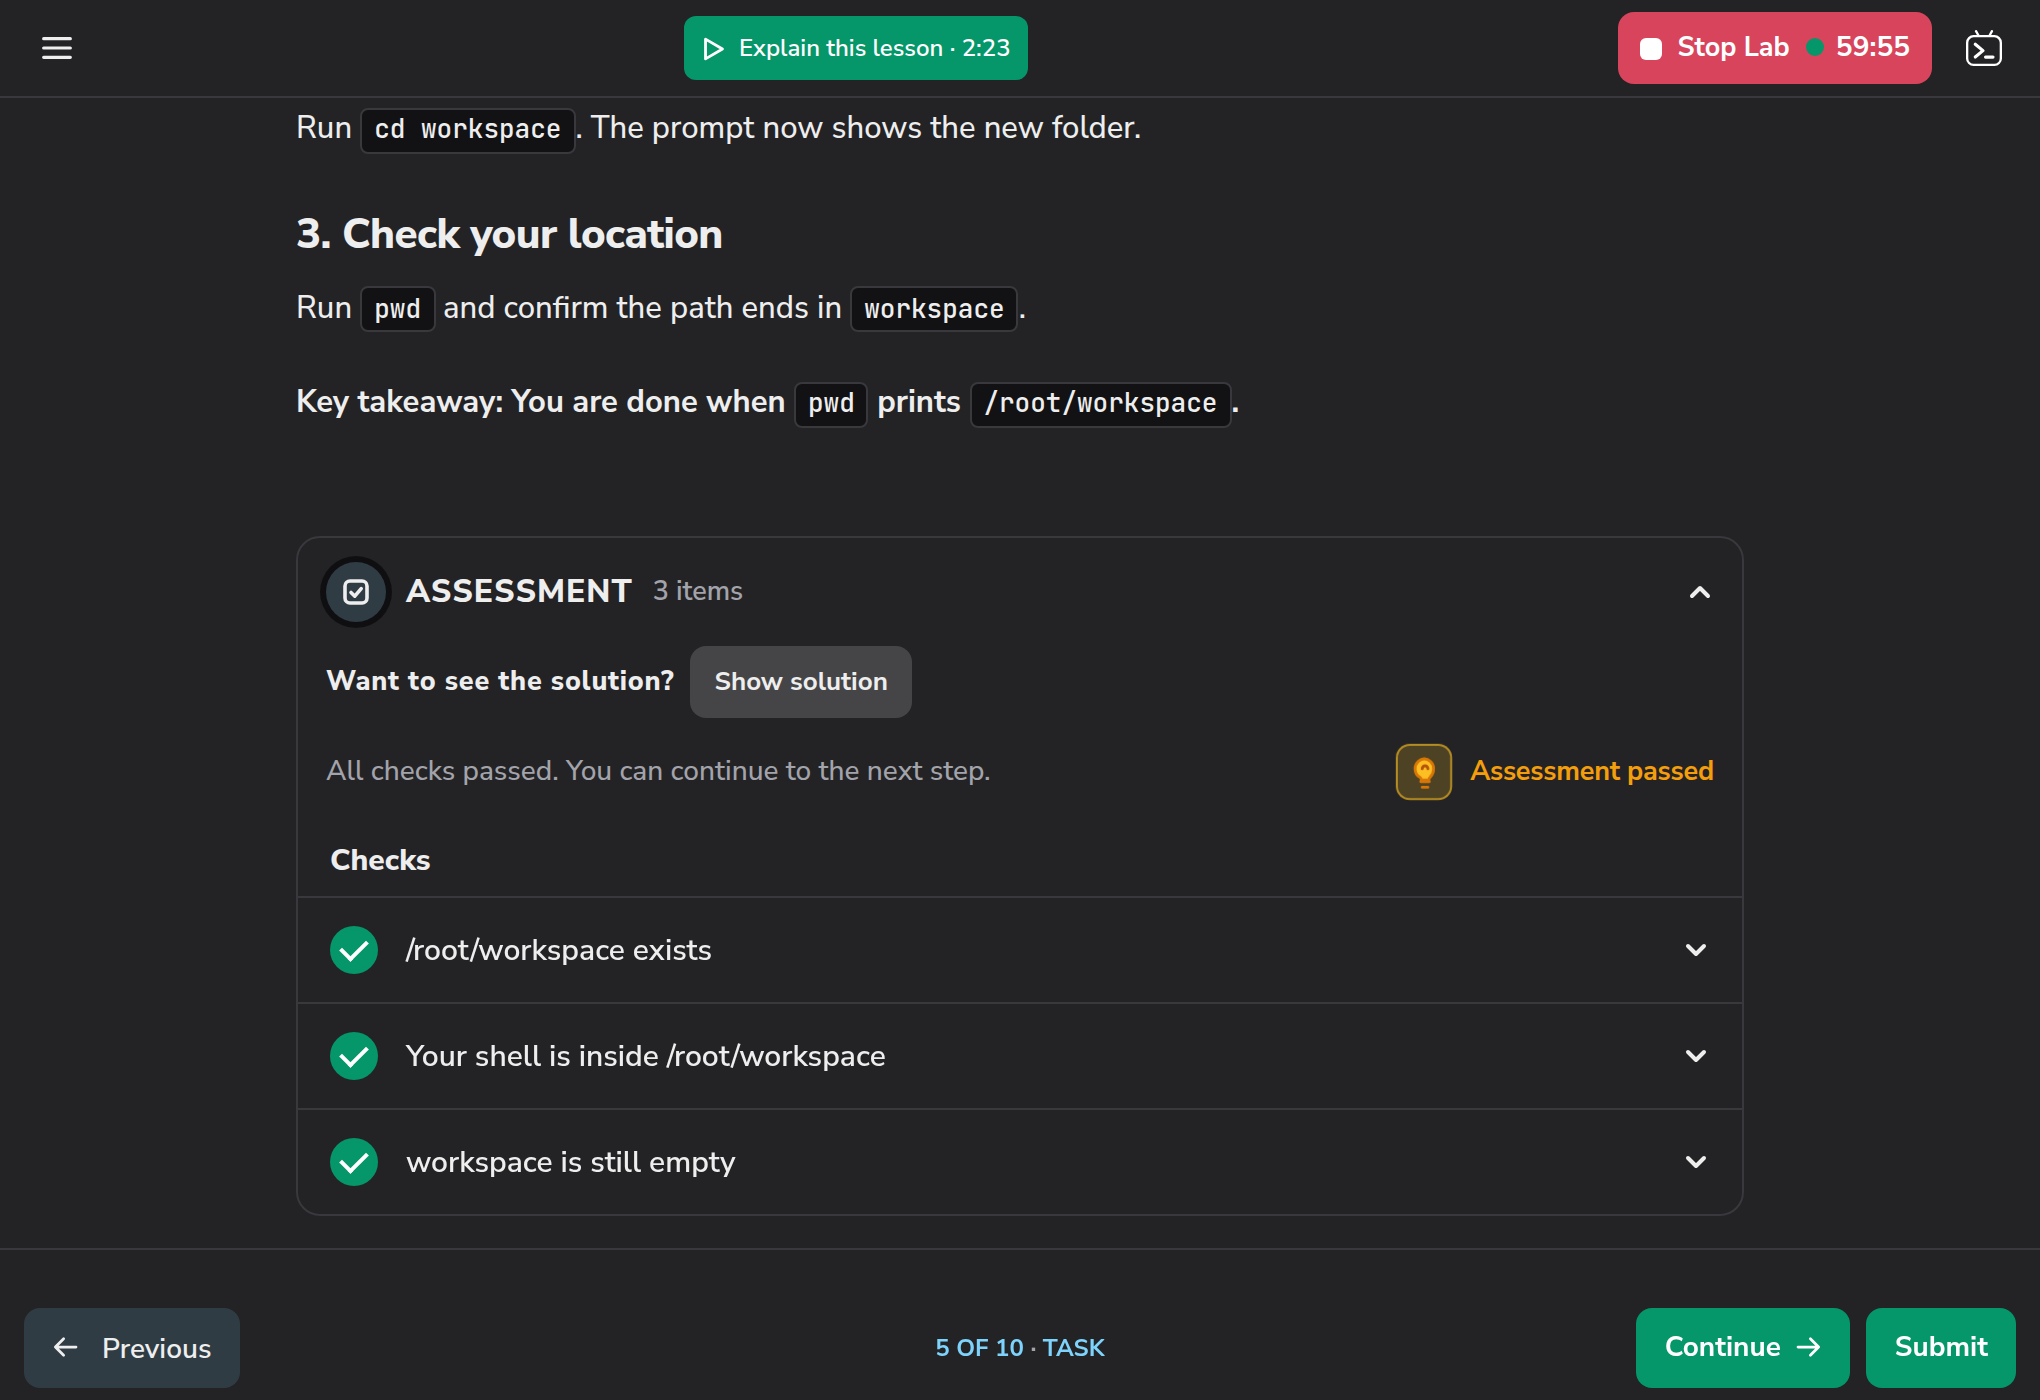 Explain this lesson · 2:23
Stop Lab 59:55
Run cd workspace. The prompt now shows the new folder.
3. Check your location
Run pwd and confirm the path ends in workspace.
Key takeaway: You are done when pwd prints /root/workspace.
ASSESSMENT 3 items
Want to see the solution? Show solution
All checks passed. You can continue to the next step. Assessment passed
Checks
/root/workspace exists
Your shell is inside /root/workspace
workspace is still empty
Previous 5 OF 10 · TASK Continue Submit